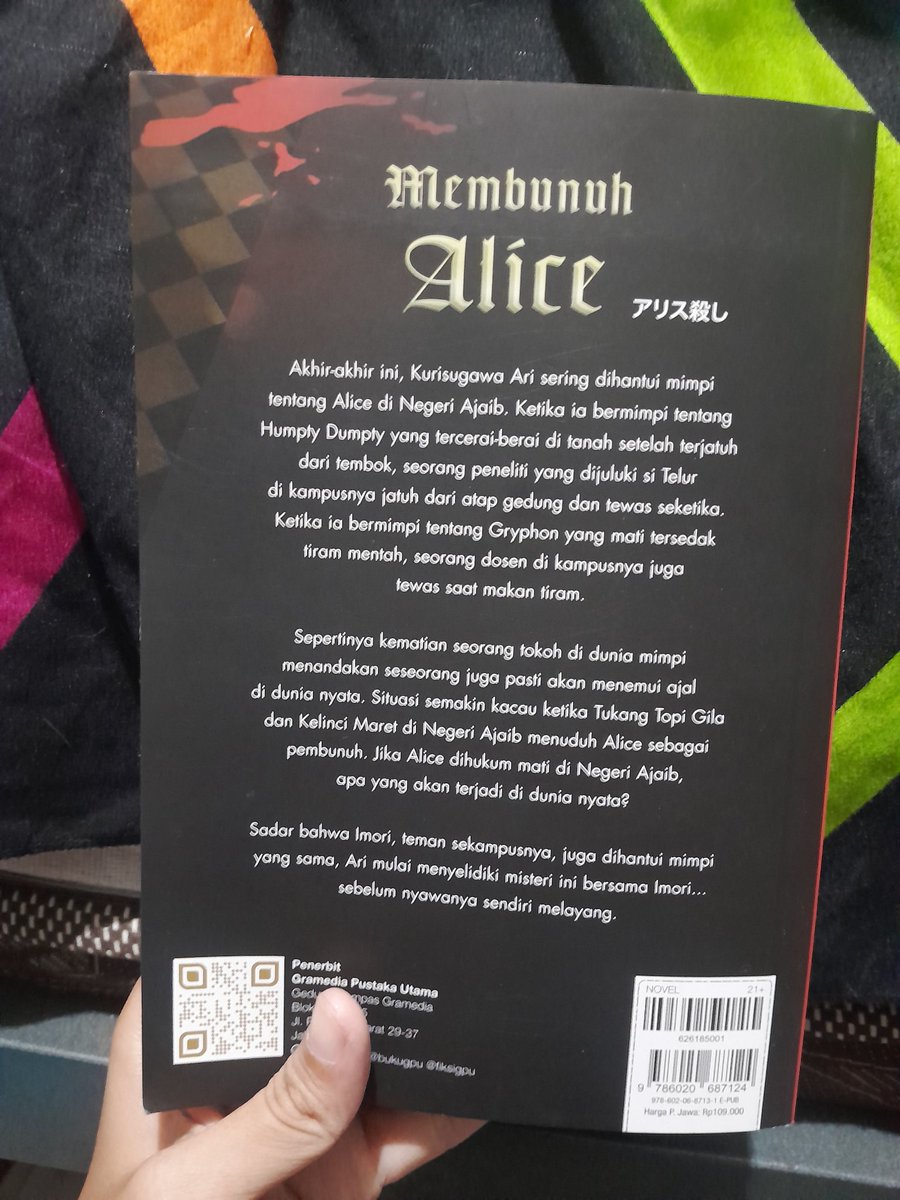 Membunuh
Alice
アリス殺し
Akhir-akhir ini, Kurisugawa Ari sering dihantui mimpi
tentang Alice di Negeri Ajaib. Ketika ia bermimpi tentang
Humpty Dumpty yang tercerai-berai di tanah setelah terjatuh
dari tembok, seorang peneliti yang dijuluki si Telur
di kampusnya jatuh dari atap gedung dan tewas seketika.
Ketika ia bermimpi tentang Gryphon yang mati tersedak
tiram mentah, seorang dosen di kampusnya juga
tewas saat makan tiram.
Sepertinya kematian seorang tokoh di dunia mimpi
menandakan seseorang juga pasti akan menemui ajal
di dunia nyata. Situasi semakin kacau ketika Tukang Topi Gila
dan Kelinci Maret di Negeri Ajaib menuduh Alice sebagai
pembunuh. Jika Alice dihukum mati di Negeri Ajaib,
apa yang akan terjadi di dunia nyata?
Sadar bahwa Imori, teman sekampusnya, juga dihantui mimpi
yang sama, Ari mulai menyelidiki misteri ini bersama Imori...
sebelum nyawanya sendiri melayang.
Penerbit
Gramedia Pustaka Utama
Gramedia
Blok
Jl. 29-37
@bukugpu @fiksigpu
NOVEL 21+
626185001
9 786020 687124
978-602-06-8713-1 E-PUB
Harga P. Jawa: Rp109.000